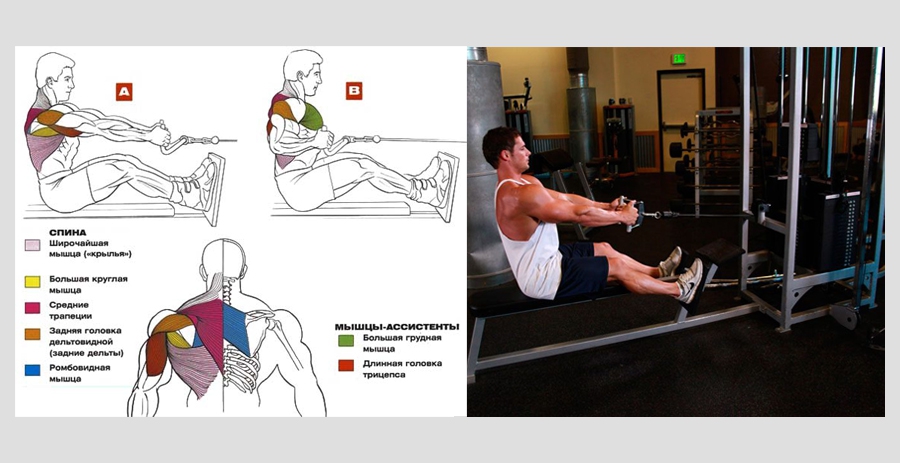 A
B
СПИНА
Широчайшая
мышца («крылья»)
Большая круглая
мышца
Средние
трапеции
Задняя головка
дельтовидной
(задние дельты)
Ромбовидная
мышца
МЫШЦЫ-АССИСТЕНТЫ
Большая грудная
мышца
Длинная головка
трицепса